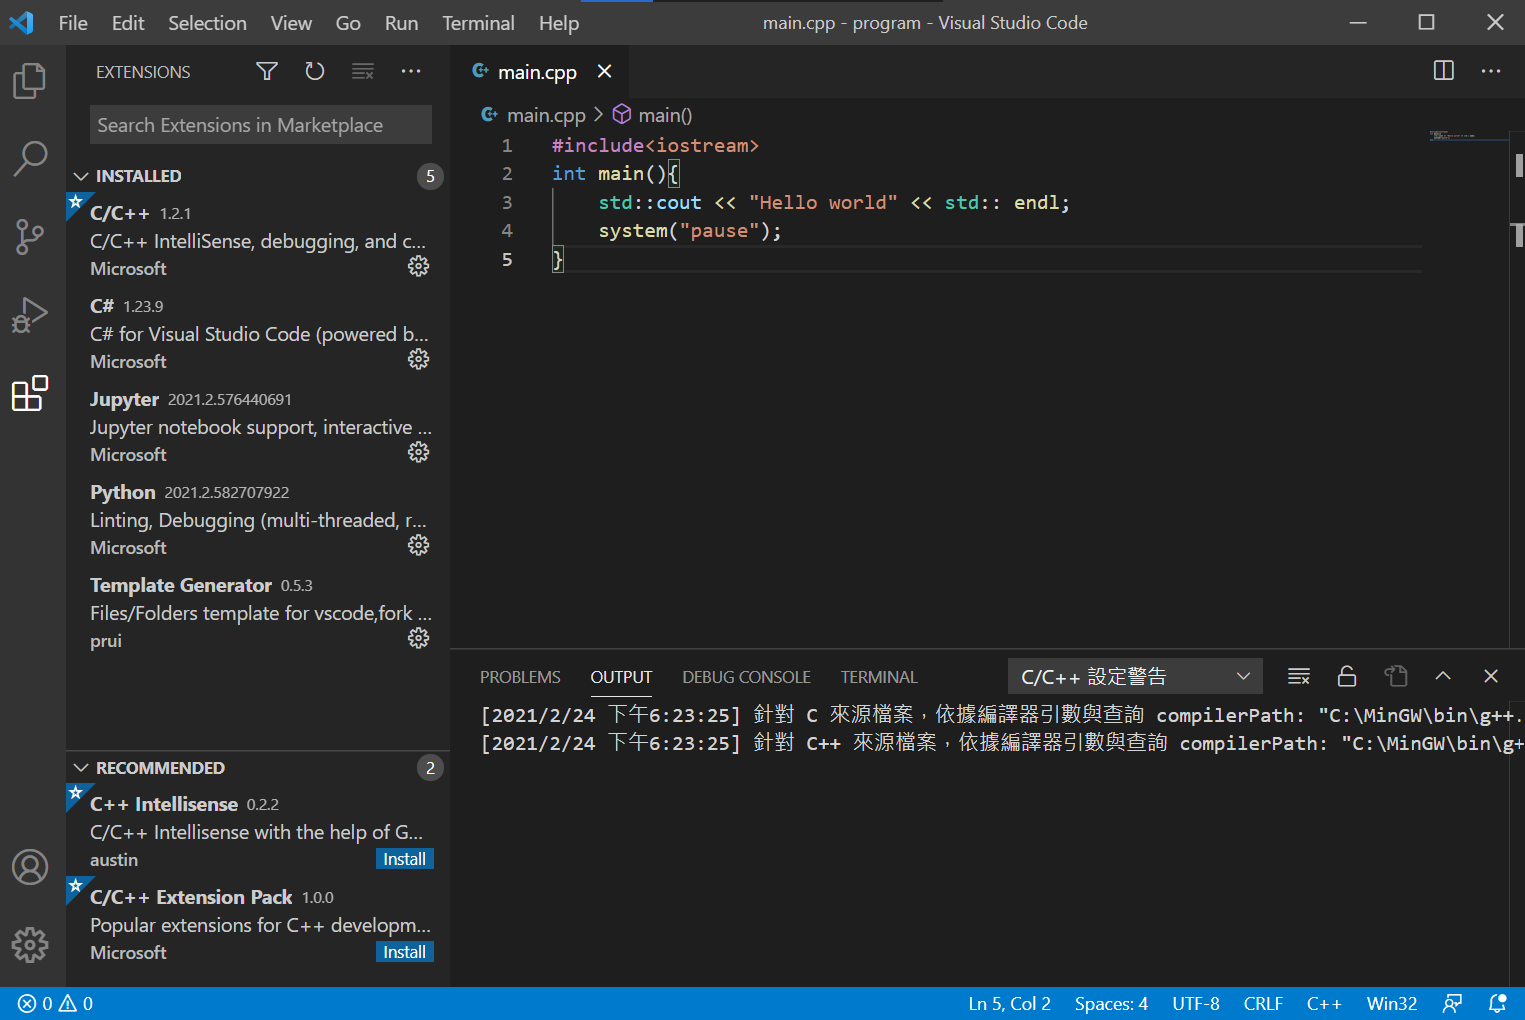 File Edit Selection View Go Run Terminal Help main.cpp - program - Visual Studio Code
EXTENSIONS
Search Extensions in Marketplace
INSTALLED 5
C/C++ 1.2.1
C/C++ IntelliSense, debugging, and c...
Microsoft
C# 1.23.9
C# for Visual Studio Code (powered b...
Microsoft
Jupyter 2021.2.576440691
Jupyter notebook support, interactive ...
Microsoft
Python 2021.2.582707922
Linting, Debugging (multi-threaded, r...
Microsoft
Template Generator 0.5.3
Files/Folders template for vscode,fork ...
prui
RECOMMENDED 2
C++ Intellisense 0.2.2
C/C++ Intellisense with the help of G...
austin Install
C/C++ Extension Pack 1.0.0
Popular extensions for C++ developm...
Microsoft Install
main.cpp
main.cpp > main()
1 #include<iostream>
2 int main(){
3 std::cout << "Hello world" << std:: endl;
4 system("pause");
5 }
PROBLEMS OUTPUT DEBUG CONSOLE TERMINAL C/C++ 設定警告
[2021/2/24 下午6:23:25] 針對 C 來源檔案，依據編譯器引數與查詢 compilerPath: "C:\MinGW\bin\g++.
[2021/2/24 下午6:23:25] 針對 C++ 來源檔案，依據編譯器引數與查詢 compilerPath: "C:\MinGW\bin\g+
0 0 Ln 5, Col 2 Spaces: 4 UTF-8 CRLF C++ Win32